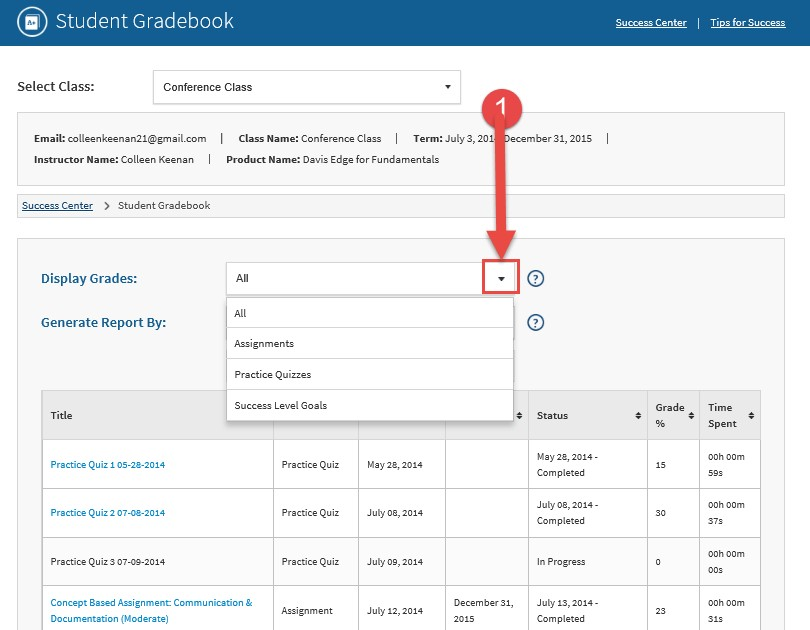 A+ Student Gradebook
Success Center | Tips for Success
Select Class: Conference Class
1
Email: colleenkeenan21@gmail.com | Class Name: Conference Class | Term: July 3, 201 December 31, 2015 |
Instructor Name: Colleen Keenan | Product Name: Davis Edge for Fundamentals
Success Center > Student Gradebook
Display Grades: All ?
Generate Report By: ?
All
Assignments
Practice Quizzes
Success Level Goals
Title Status Grade % Time Spent
Practice Quiz 1 05-28-2014 Practice Quiz May 28, 2014 May 28, 2014 - Completed 15 00h 00m 59s
Practice Quiz 2 07-08-2014 Practice Quiz July 08, 2014 July 08, 2014 - Completed 30 00h 00m 37s
Practice Quiz 3 07-09-2014 Practice Quiz July 09, 2014 In Progress 0 00h 00m 00s
Concept Based Assignment: Communication & Documentation (Moderate) Assignment July 12, 2014 December 31, 2015 July 13, 2014 - Completed 23 00h 00m 31s